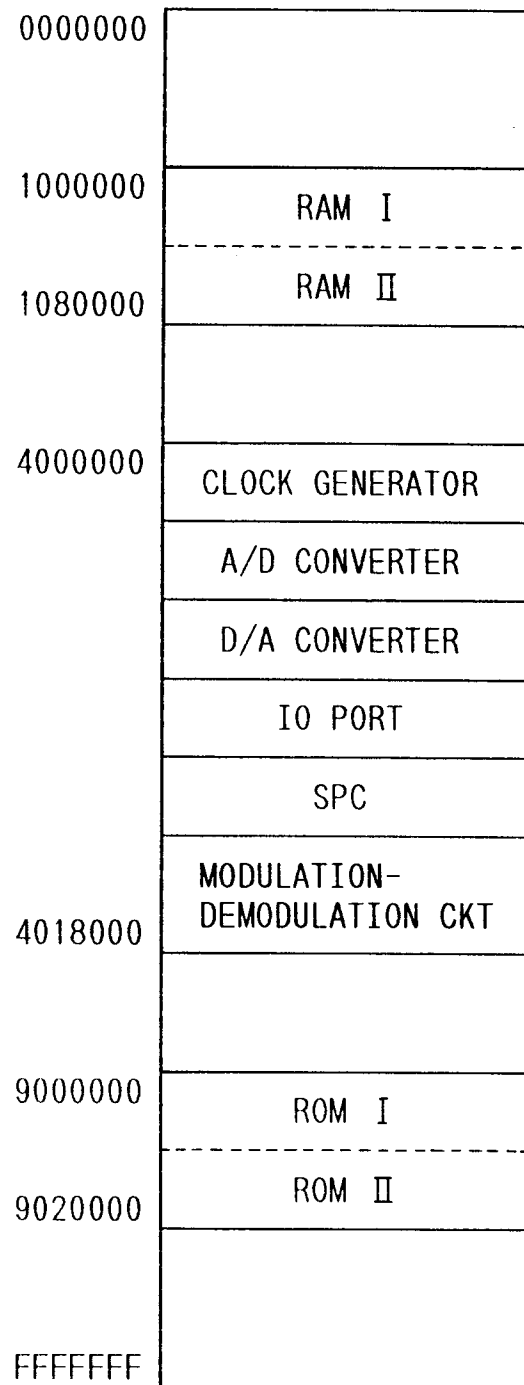 0000000
1000000
RAM I
RAM II
1080000
4000000
CLOCK GENERATOR
A/D CONVERTER
D/A CONVERTER
IO PORT
SPC
MODULATION-
DEMODULATION CKT
4018000
9000000
ROM I
ROM II
9020000
FFFFFFF